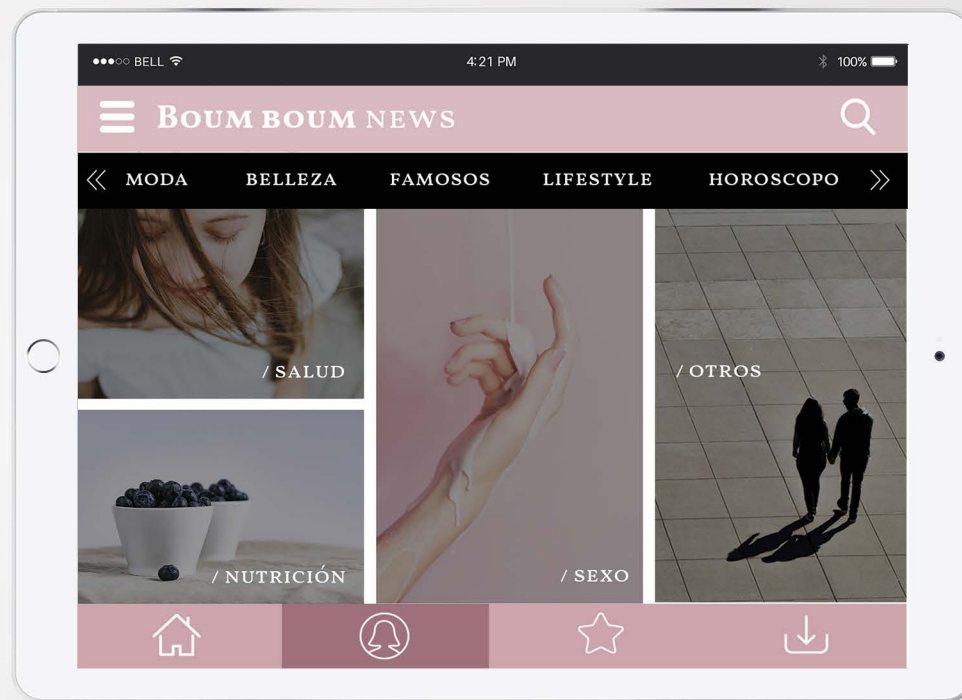 ●●●○○ BELL 4:21 PM 100%
BOUM BOUM NEWS
MODA BELLEZA FAMOSOS LIFESTYLE HOROSCOPO
/ SALUD
/ OTROS
/ NUTRICIÓN
/ SEXO